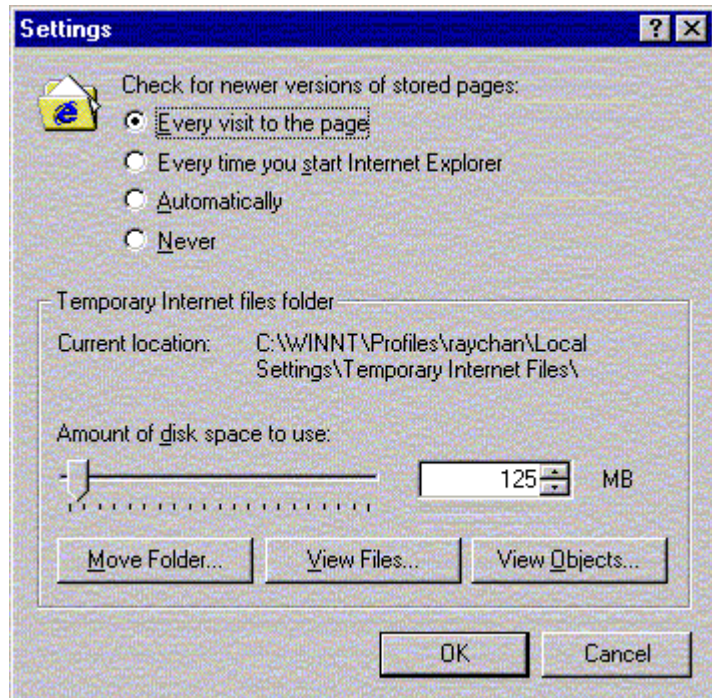 Settings
Check for newer versions of stored pages:
Every visit to the page
Every time you start Internet Explorer
Automatically
Never
Temporary Internet files folder
Current location: C:\WINNT\Profiles\raychan\Local
Settings\Temporary Internet Files\
Amount of disk space to use:
125 MB
Move Folder... View Files... View Objects...
OK Cancel